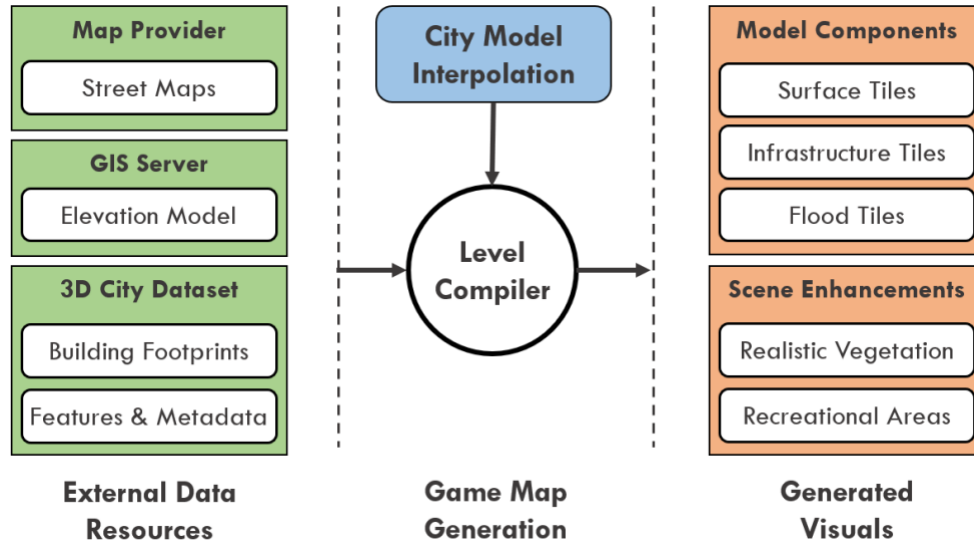 Map Provider
Street Maps
GIS Server
Elevation Model
3D City Dataset
Building Footprints
Features & Metadata
External Data
Resources
City Model
Interpolation
Level
Compiler
Game Map
Generation
Model Components
Surface Tiles
Infrastructure Tiles
Flood Tiles
Scene Enhancements
Realistic Vegetation
Recreational Areas
Generated
Visuals